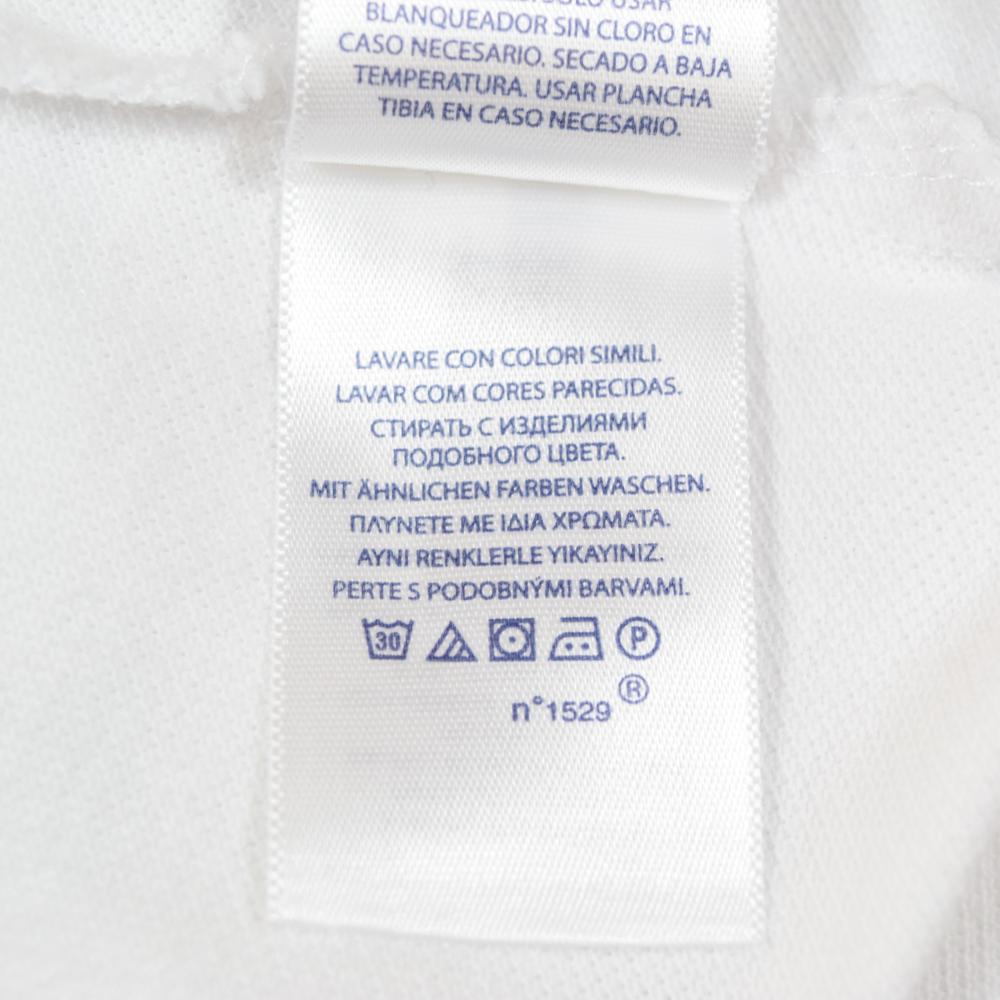 SOLO USAR
BLANQUEADOR SIN CLORO EN
CASO NECESARIO. SECADO A BAJA
TEMPERATURA. USAR PLANCHA
TIBIA EN CASO NECESARIO.
LAVARE CON COLORI SIMILI.
LAVAR COM CORES PARECIDAS.
СТИРАТЬ С ИЗДЕЛИЯМИ
ПОДОБНОГО ЦВЕТА.
MIT ÄHNLICHEN FARBEN WASCHEN.
ΠΛΥΝΕΤΕ ΜΕ ΙΔΙΑ ΧΡΩΜΑΤΑ.
AYNI RENKLERLE YIKAYINIZ.
PERTE S PODOBNÝMI BARVAMI.
30 P
n°1529 ®